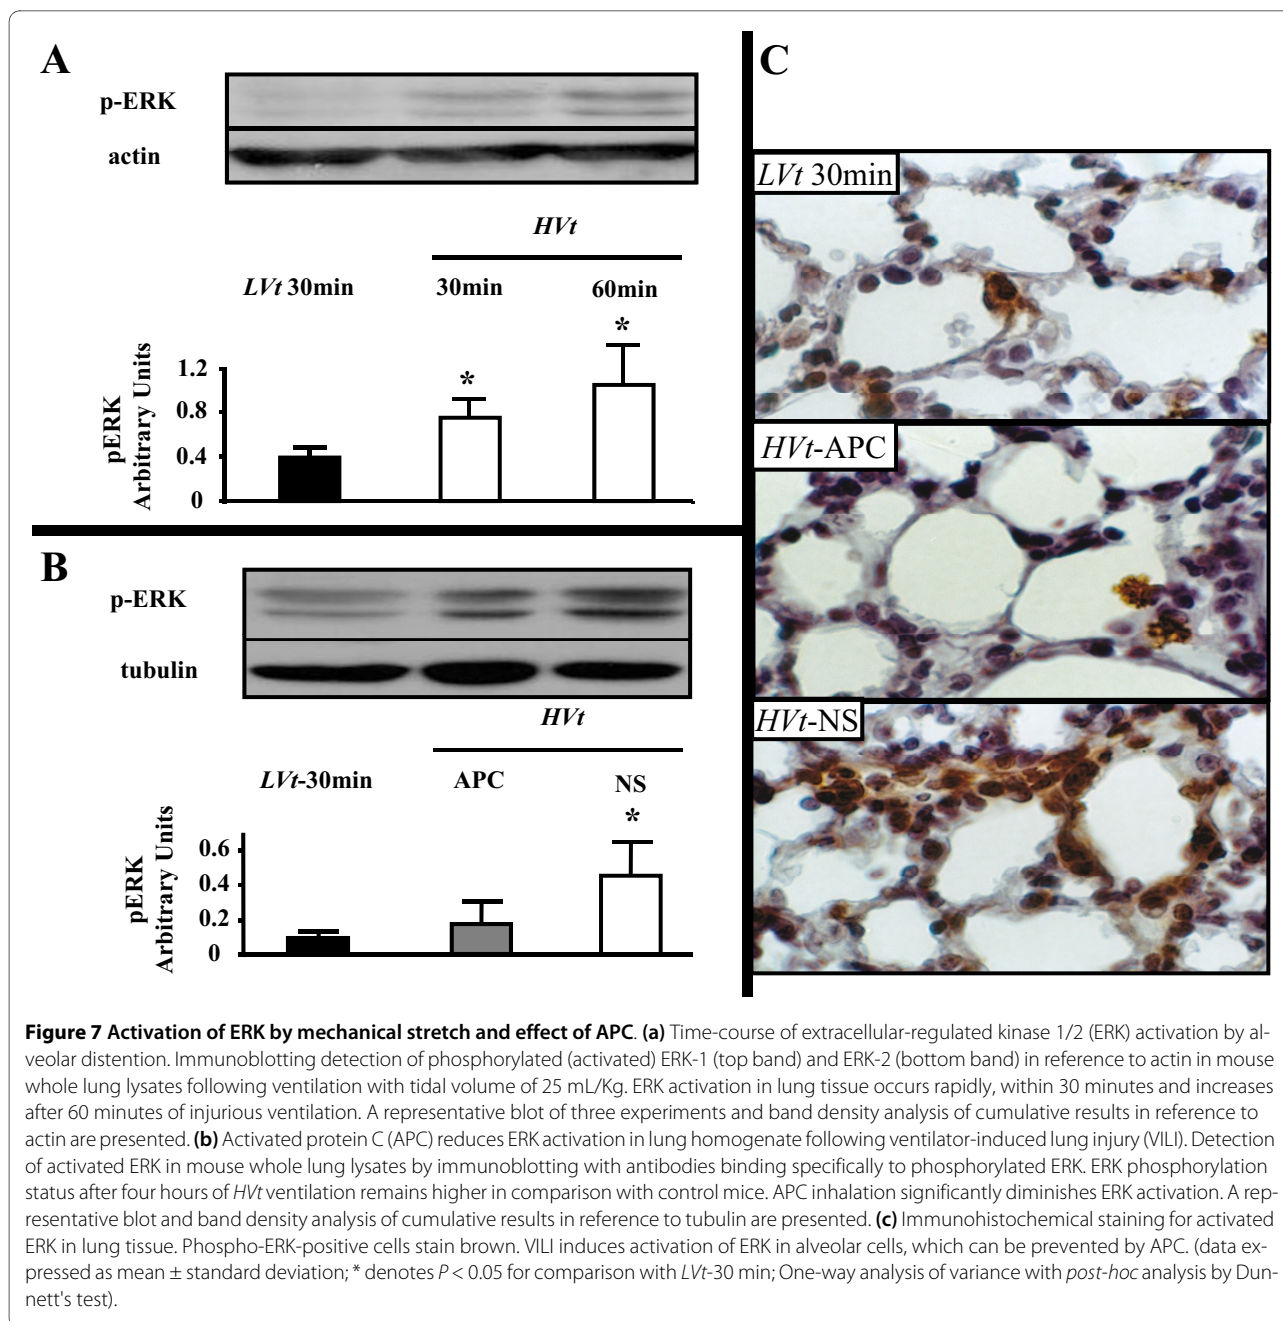 A
p-ERK
actin
HVt
LVt 30min 30min 60min
* *
pERK
Arbitrary Units
1.2
0.8
0.4
0
B
p-ERK
tubulin
HVt
LVt-30min APC NS
*
pERK
Arbitrary Units
0.6
0.4
0.2
0
C
LVt 30min
HVt-APC
HVt-NS
Figure 7 Activation of ERK by mechanical stretch and effect of APC. (a) Time-course of extracellular-regulated kinase 1/2 (ERK) activation by al-
veolar distention. Immunoblotting detection of phosphorylated (activated) ERK-1 (top band) and ERK-2 (bottom band) in reference to actin in mouse
whole lung lysates following ventilation with tidal volume of 25 mL/Kg. ERK activation in lung tissue occurs rapidly, within 30 minutes and increases
after 60 minutes of injurious ventilation. A representative blot of three experiments and band density analysis of cumulative results in reference to
actin are presented. (b) Activated protein C (APC) reduces ERK activation in lung homogenate following ventilator-induced lung injury (VILI). Detection
of activated ERK in mouse whole lung lysates by immunoblotting with antibodies binding specifically to phosphorylated ERK. ERK phosphorylation
status after four hours of HVt ventilation remains higher in comparison with control mice. APC inhalation significantly diminishes ERK activation. A rep-
resentative blot and band density analysis of cumulative results in reference to tubulin are presented. (c) Immunohistochemical staining for activated
ERK in lung tissue. Phospho-ERK-positive cells stain brown. VILI induces activation of ERK in alveolar cells, which can be prevented by APC. (data ex-
pressed as mean ± standard deviation; * denotes P < 0.05 for comparison with LVt-30 min; One-way analysis of variance with post-hoc analysis by Dun-
nett's test).